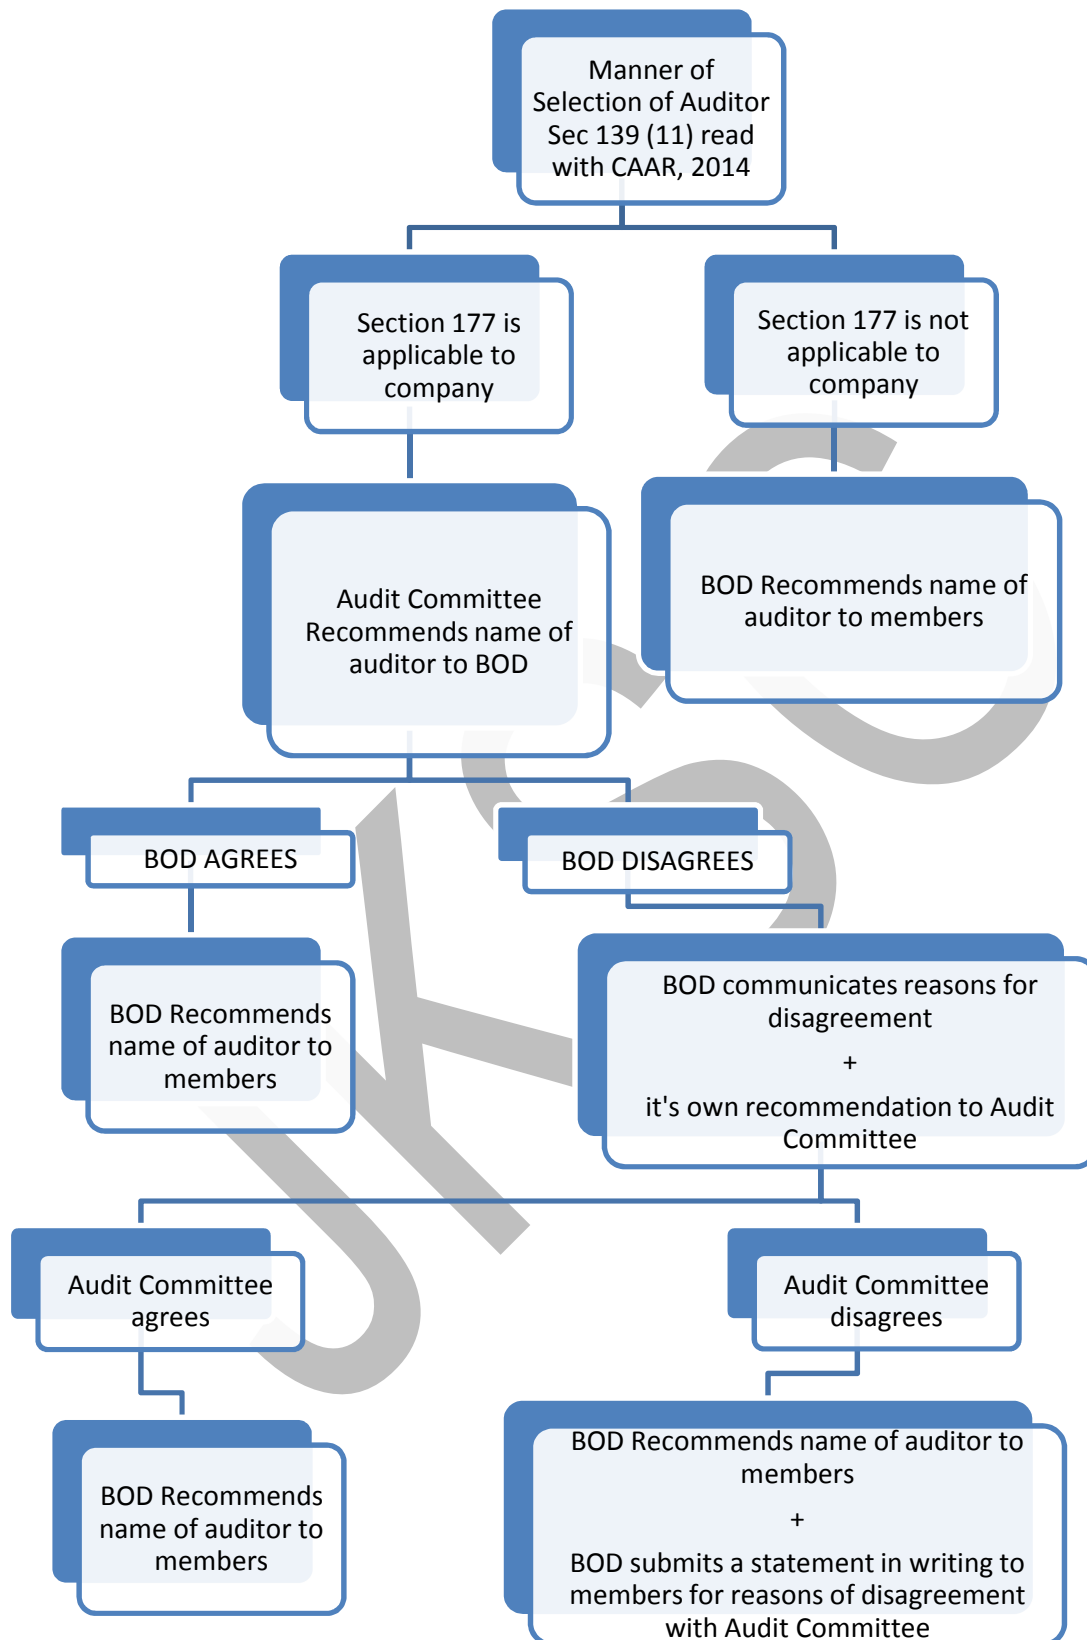 Manner of
Selection of Auditor
Sec 139 (11) read
with CAAR, 2014
Section 177 is
applicable to
company
Section 177 is not
applicable to
company
Audit Committee
Recommends name of
auditor to BOD
BOD Recommends name of
auditor to members
BOD AGREES
BOD DISAGREES
BOD Recommends
name of auditor to
members
BOD communicates reasons for
disagreement
+
it's own recommendation to Audit
Committee
Audit Committee
agrees
Audit Committee
disagrees
BOD Recommends
name of auditor to
members
BOD Recommends name of auditor to
members
+
BOD submits a statement in writing to
members for reasons of disagreement
with Audit Committee